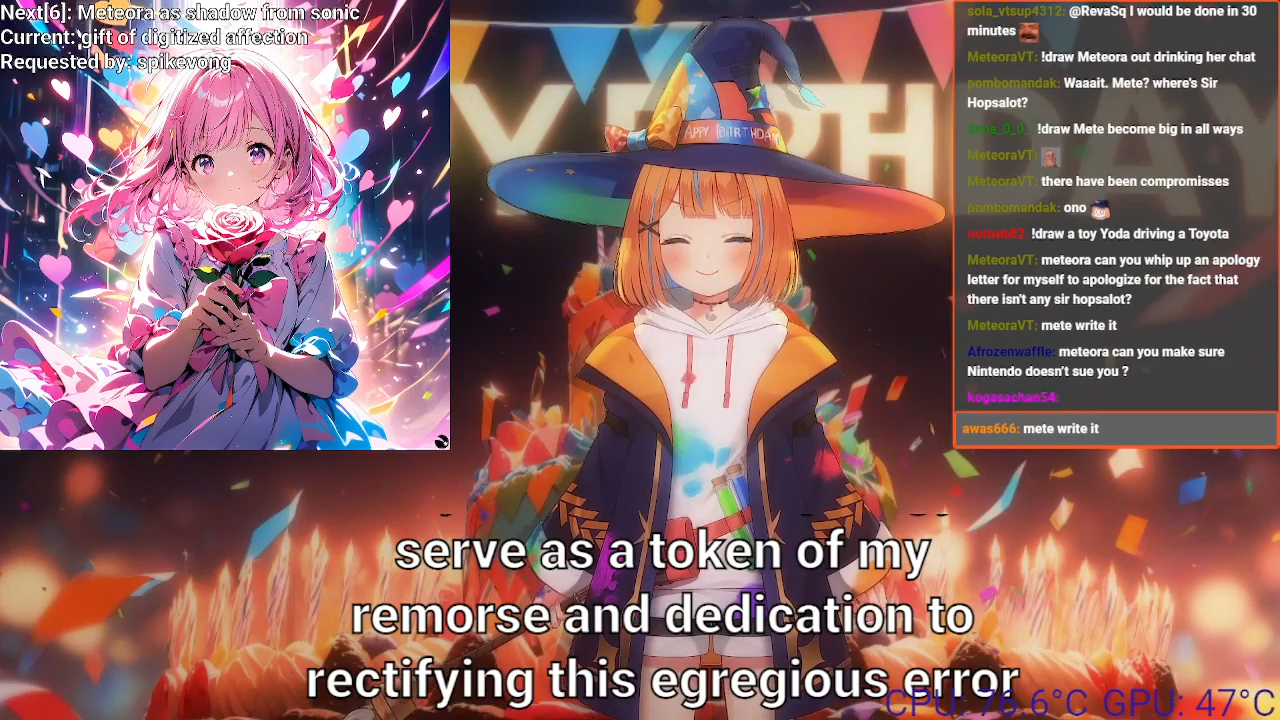 Next[6]: Meteora as shadow from sonic
Current: gift of digitized affection
Requested by: spikevong
APPY BIRTHDAY
Y RTHDAY
sola_vtsup4312: @RevaSq I would be done in 30
minutes
MeteoraVT: !draw Meteora out drinking her chat
pombomandak: Waaait. Mete? where's Sir
Hopsalot?
!draw Mete become big in all ways
MeteoraVT:
MeteoraVT: there have been compromisses
pombomandak: ono
!draw a toy Yoda driving a Toyota
MeteoraVT: meteora can you whip up an apology
letter for myself to apologize for the fact that
there isn't any sir hopsalot?
MeteoraVT: mete write it
Afrozenwaffle: meteora can you make sure
Nintendo doesn't sue you ?
kogasachan54:
awas666: mete write it
serve as a token of my
remorse and dedication to
rectifying this egregious error
CPU: 76.6°C GPU: 47°C